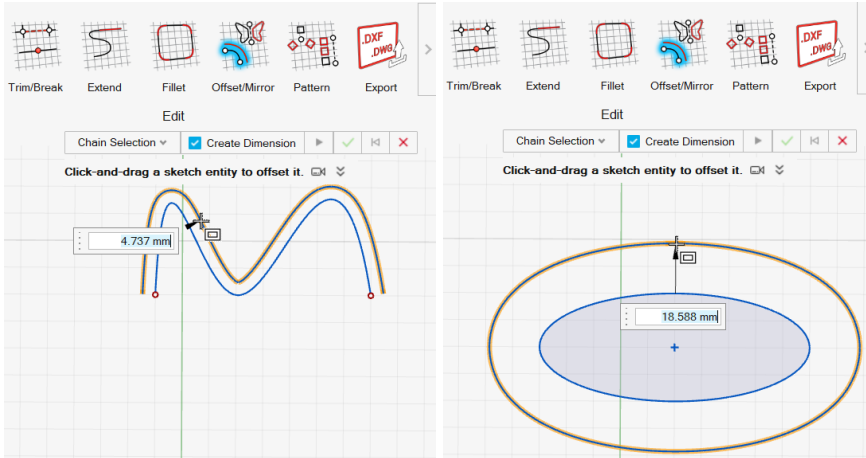 .DXF
.DWG
Trim/Break Extend Fillet Offset/Mirror Pattern Export
Edit
Chain Selection Create Dimension
Click-and-drag a sketch entity to offset it.
4.737 mm
.DXF
.DWG
Trim/Break Extend Fillet Offset/Mirror Pattern Export
Edit
Chain Selection Create Dimension
Click-and-drag a sketch entity to offset it.
18.588 mm